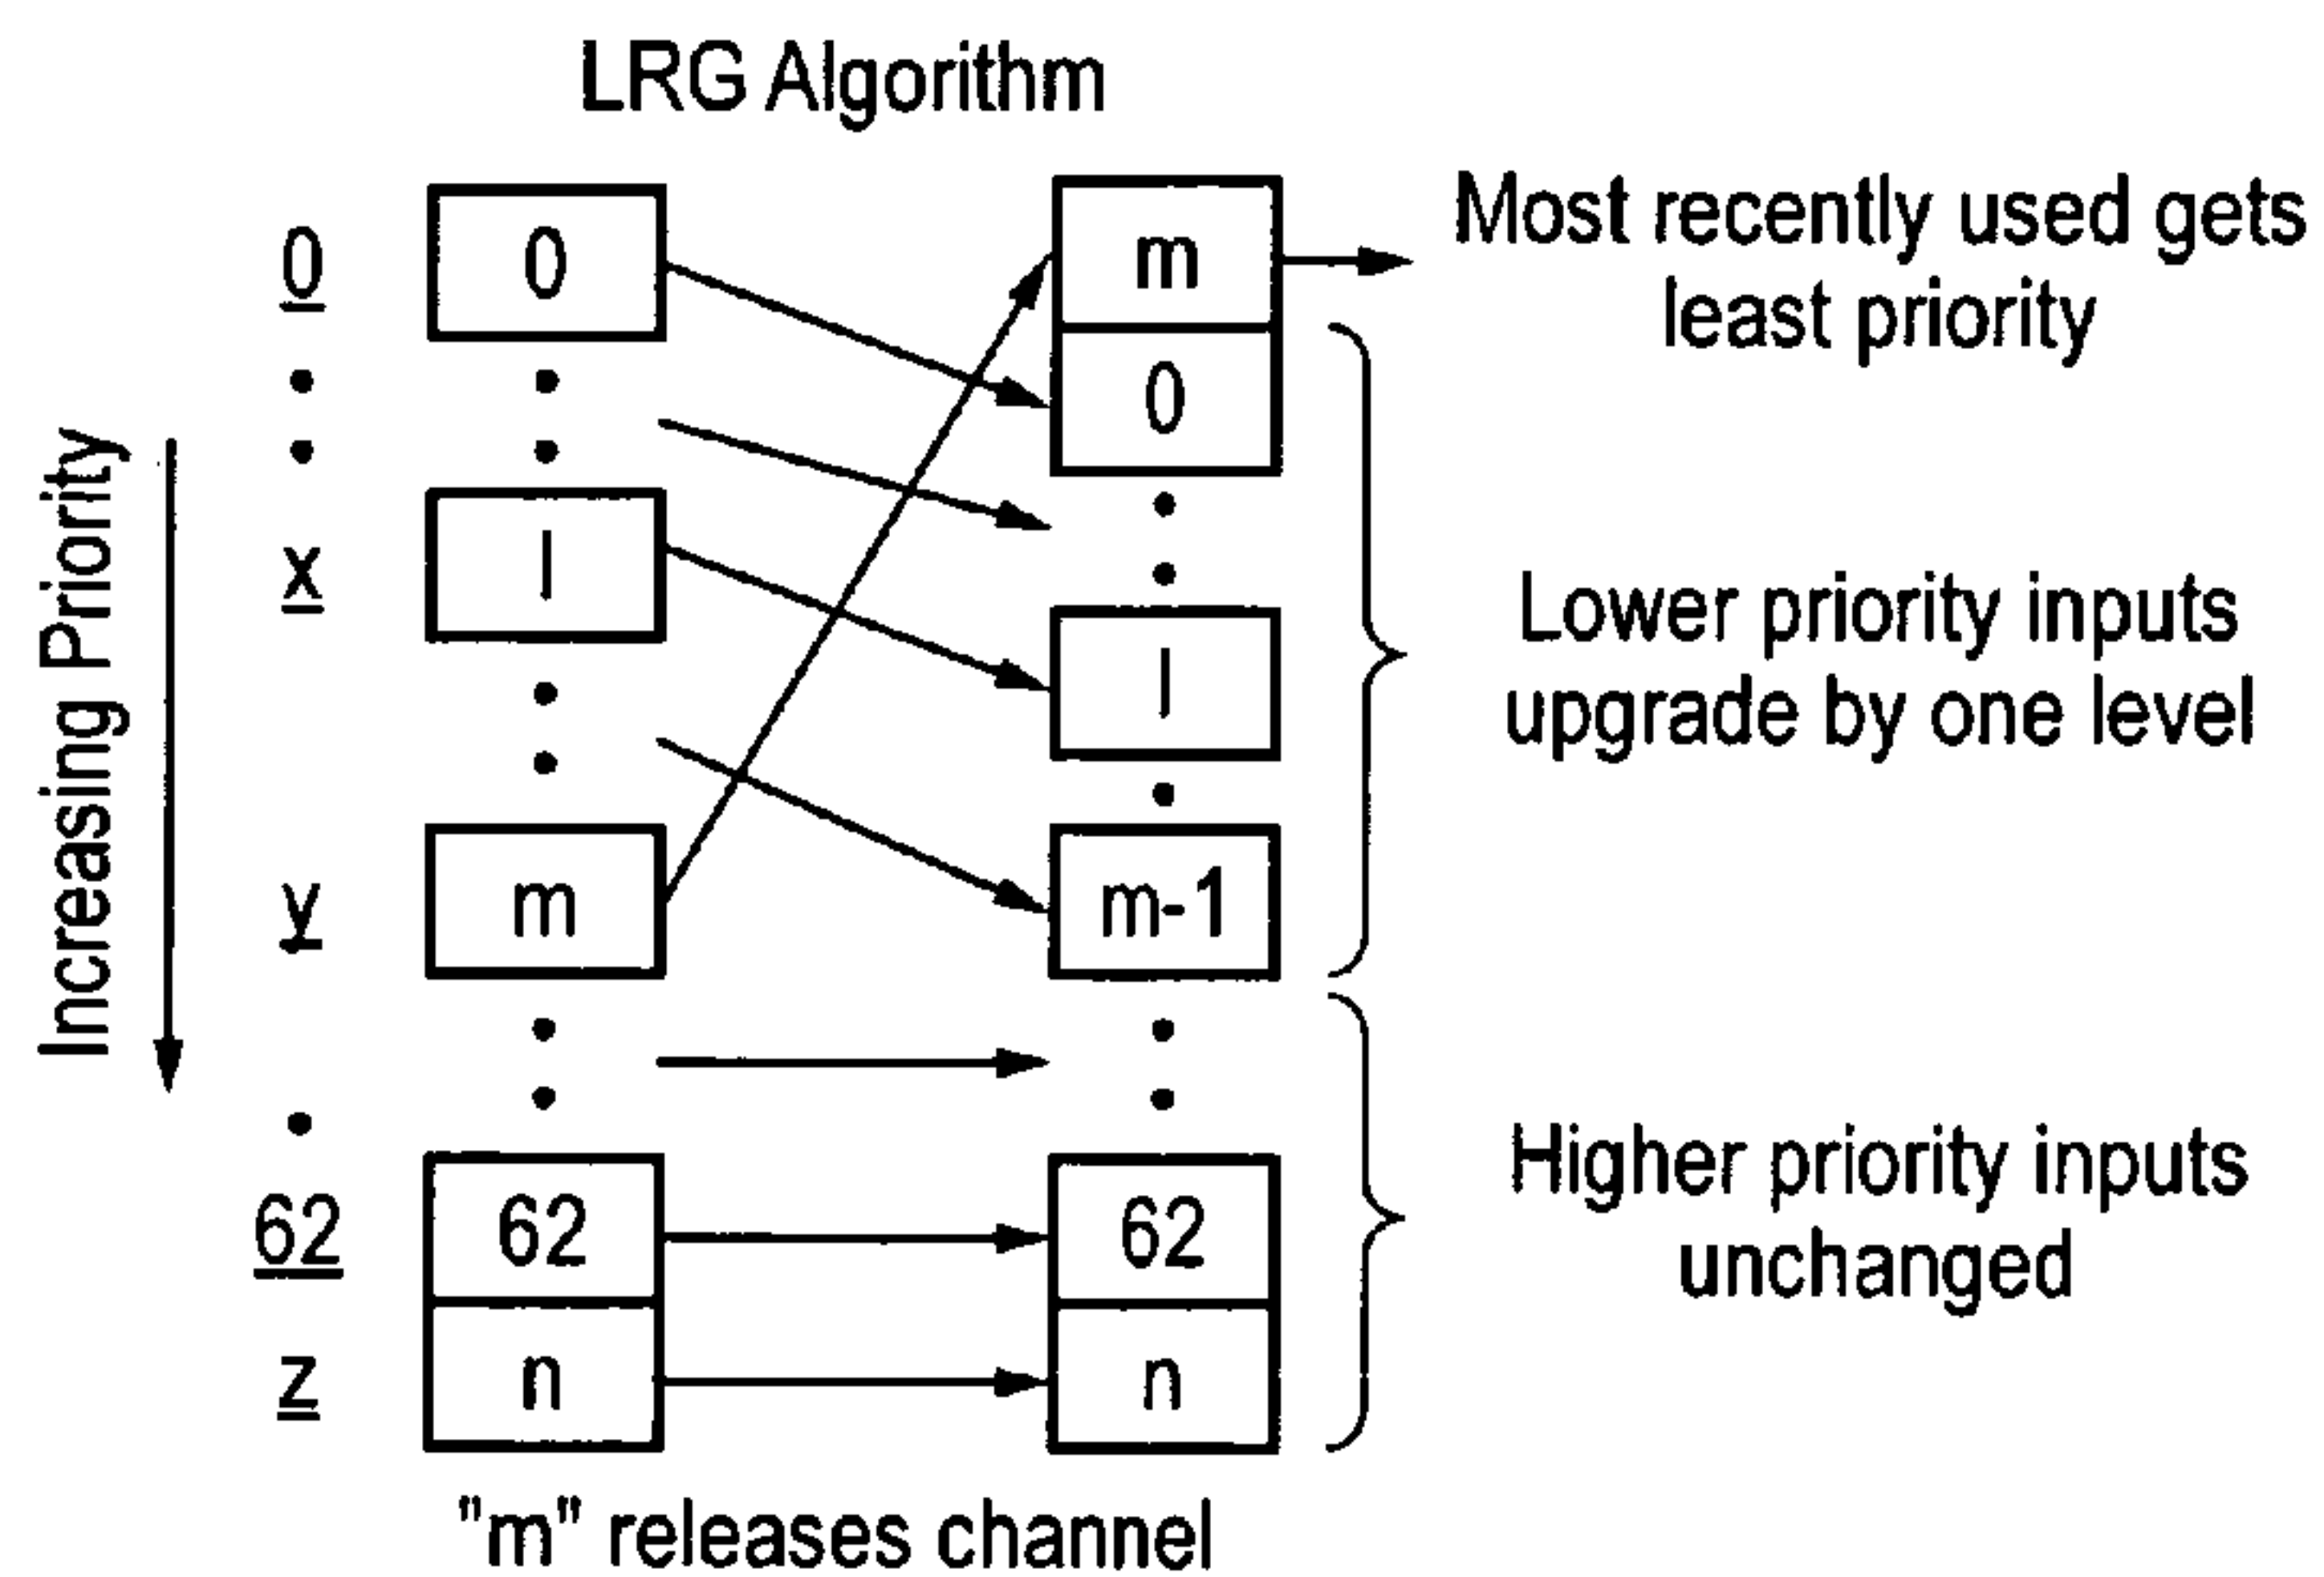 LRG Algorithm
Increasing Priority
0
x
y
62
z
0
l
m
62
n
m
0
l
m-1
62
n
Most recently used gets
least priority
Lower priority inputs
upgrade by one level
Higher priority inputs
unchanged
"m" releases channel